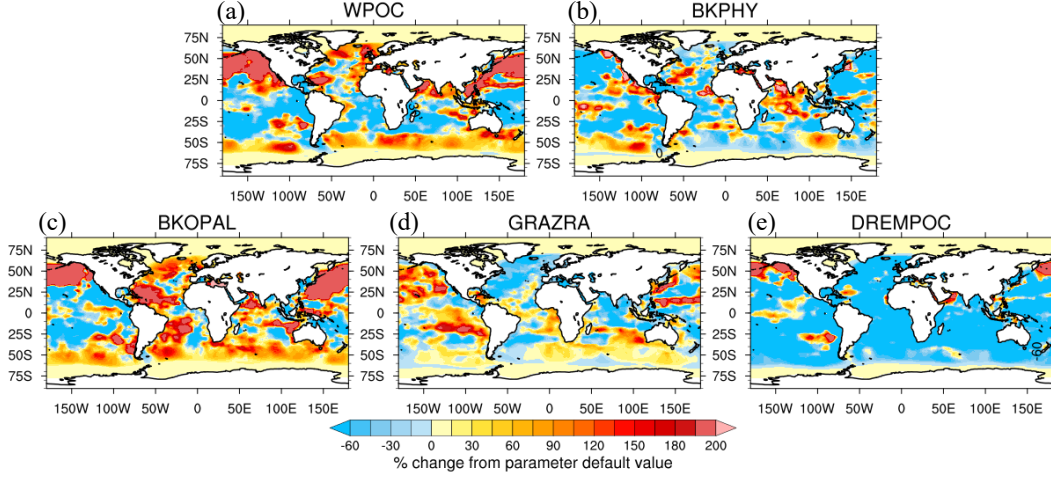 (a) WPOC (b) BKPHY
75N 75N
50N 50N
25N 25N
0 0
25S 25S
50S 50S 0
75S 75S
150W 100W 50W 0 50E 100E 150E 150W 100W 50W 0 50E 100E 150E
(c) BKOPAL (d) GRAZRA (e) DREMPOC
75N 75N 75N
50N 50N 50N
25N 25N 25N
0 0 0
25S 25S 25S
50S 50S 50S 60
75S 75S 75S
150W 100W 50W 0 50E 100E 150E 150W 100W 50W 0 50E 100E 150E 150W 100W 50W 0 50E 100E 150E
-60 -30 0 30 60 90 120 150 180 200
% change from parameter default value